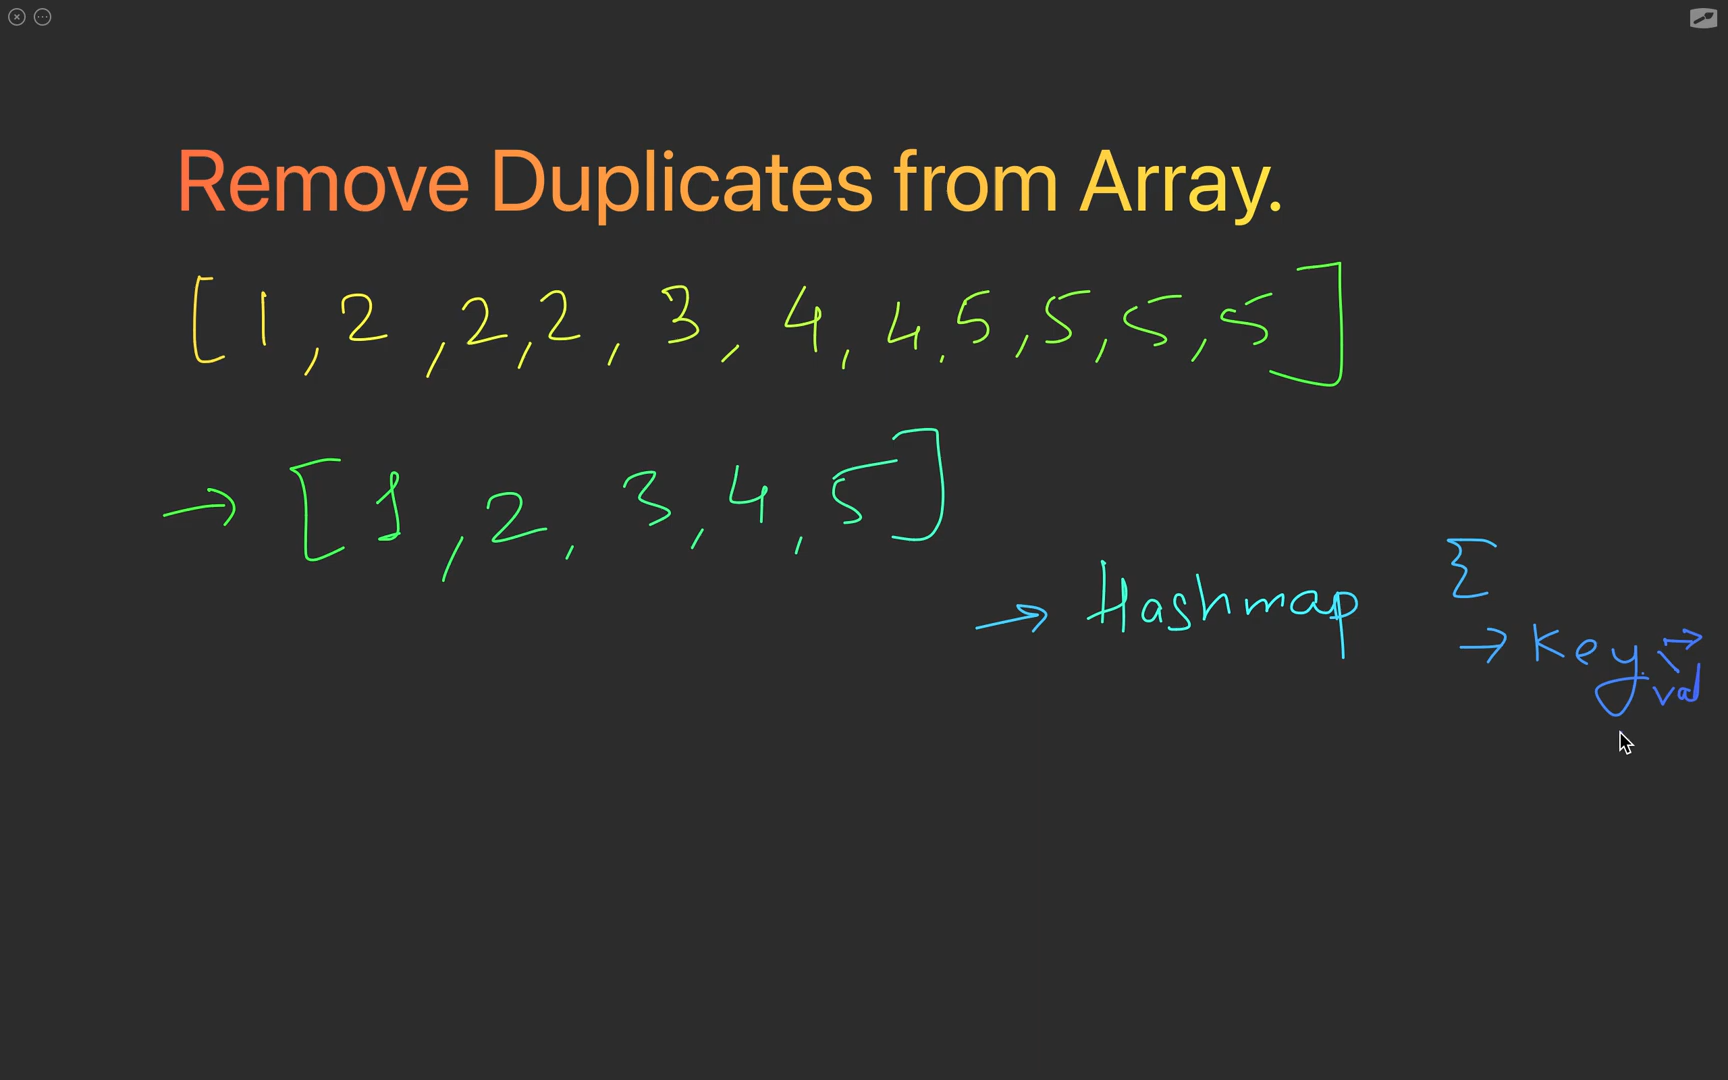 Remove Duplicates from Array.
[1, 2, 2, 2, 3, 4, 4, 5, 5, 5, 5]
→ [1, 2, 3, 4, 5]
→ Hashmap {
→ Key → val